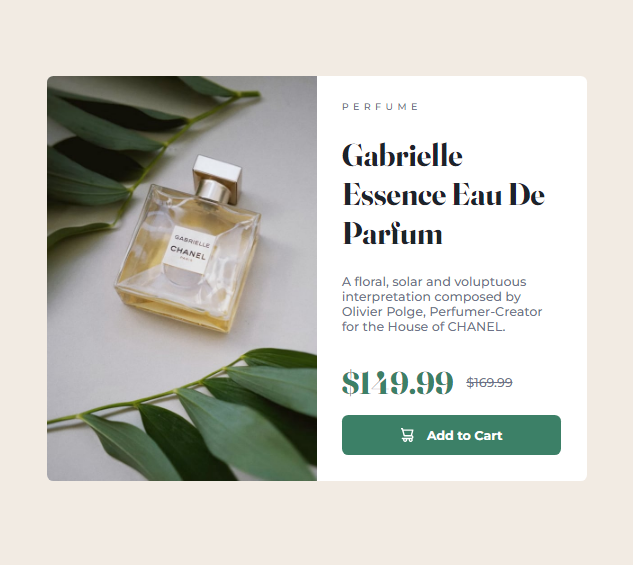 GABRIELLE
CHANEL
PARIS
PERFUME
Gabrielle
Essence Eau De
Parfum
A floral, solar and voluptuous
interpretation composed by
Olivier Polge, Perfumer-Creator
for the House of CHANEL.
$149.99 $169.99
Add to Cart